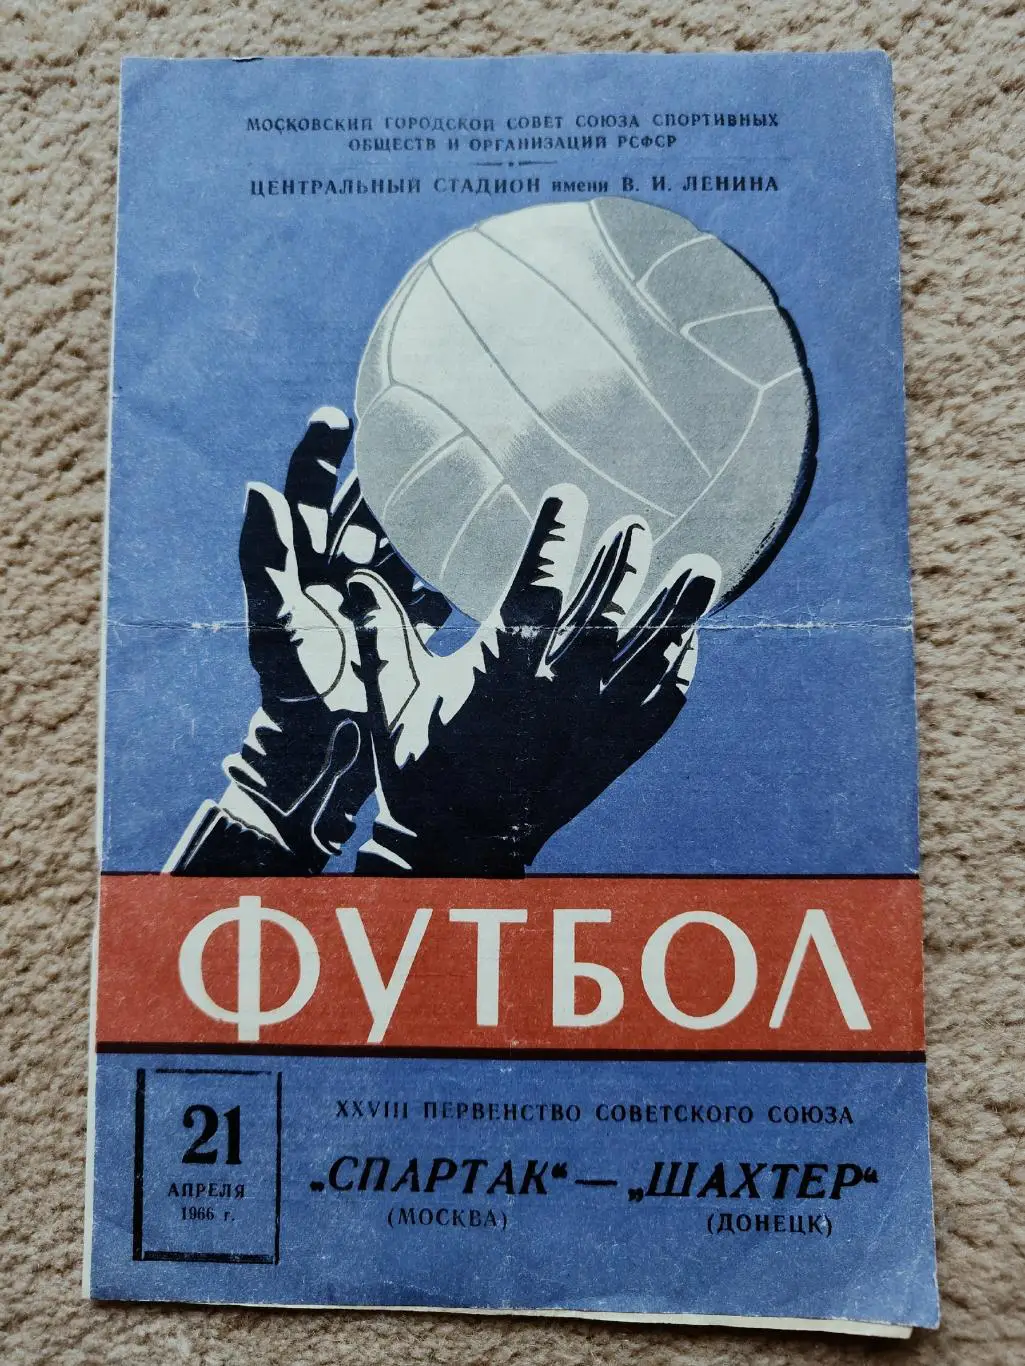 МОСКОВСКИЙ ГОРОДСКОЙ СОВЕТ СОЮЗА СПОРТИВНЫХ
ОБЩЕСТВ И ОРГАНИЗАЦИЙ РСФСР
ЦЕНТРАЛЬНЫЙ СТАДИОН имени В. И. ЛЕНИНА
ФУТБОЛ
21
АПРЕЛЯ
1966 г.
XXVIII ПЕРВЕНСТВО СОВЕТСКОГО СОЮЗА
„СПАРТАК“ — „ШАХТЕР“
(МОСКВА) (ДОНЕЦК)